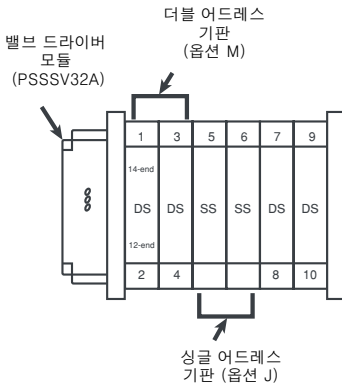 더블 어드레스
기판
(옵션 M)
밸브 드라이버
모듈
(PSSSV32A)
1 3 5 6 7 9
14-end
DS DS SS SS DS DS
12-end
2 4 8 10
싱글 어드레스
기판 (옵션 J)